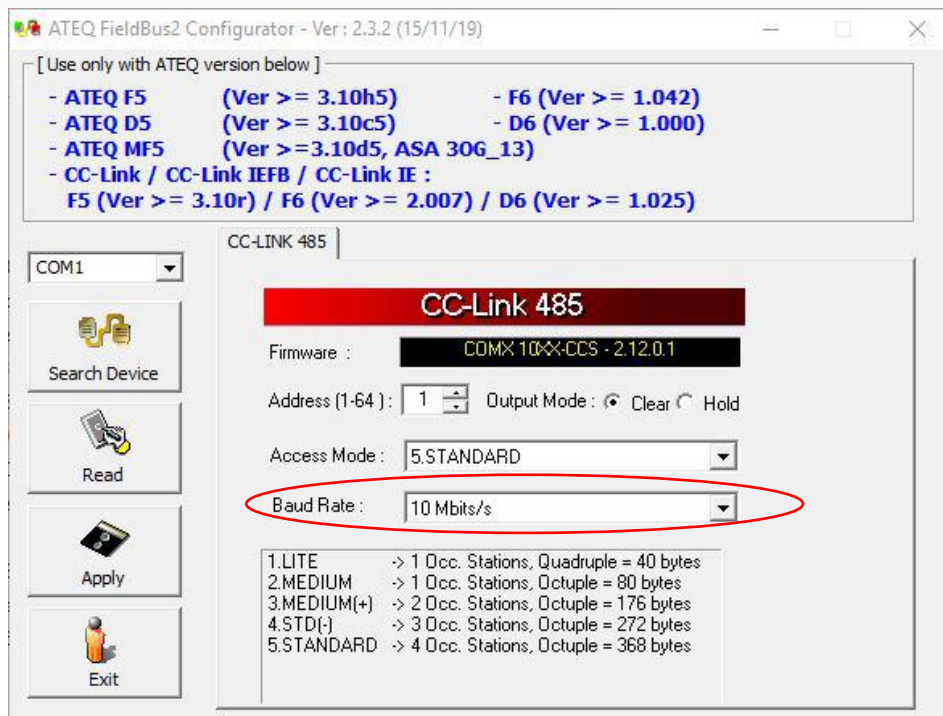 ATEQ FieldBus2 Configurator - Ver : 2.3.2 (15/11/19)
[ Use only with ATEQ version below ]
- ATEQ F5 (Ver >= 3.10h5) - F6 (Ver >= 1.042)
- ATEQ D5 (Ver >= 3.10c5) - D6 (Ver >= 1.000)
- ATEQ MF5 (Ver >=3.10d5, ASA 3OG_13)
- CC-Link / CC-Link IEFB / CC-Link IE :
F5 (Ver >= 3.10r) / F6 (Ver >= 2.007) / D6 (Ver >= 1.025)
COM1
Search Device
Read
Apply
Exit
CC-LINK 485
CC-Link 485
Firmware : COMX 10XX-CCS - 2.12.0.1
Address (1-64 ) : 1 Output Mode : Clear Hold
Access Mode : 5.STANDARD
Baud Rate : 10 Mbits/s
1.LITE -> 1 Occ. Stations, Quadruple = 40 bytes
2.MEDIUM -> 1 Occ. Stations, Octuple = 80 bytes
3.MEDIUM(+) -> 2 Occ. Stations, Octuple = 176 bytes
4.STD(-) -> 3 Occ. Stations, Octuple = 272 bytes
5.STANDARD -> 4 Occ. Stations, Octuple = 368 bytes